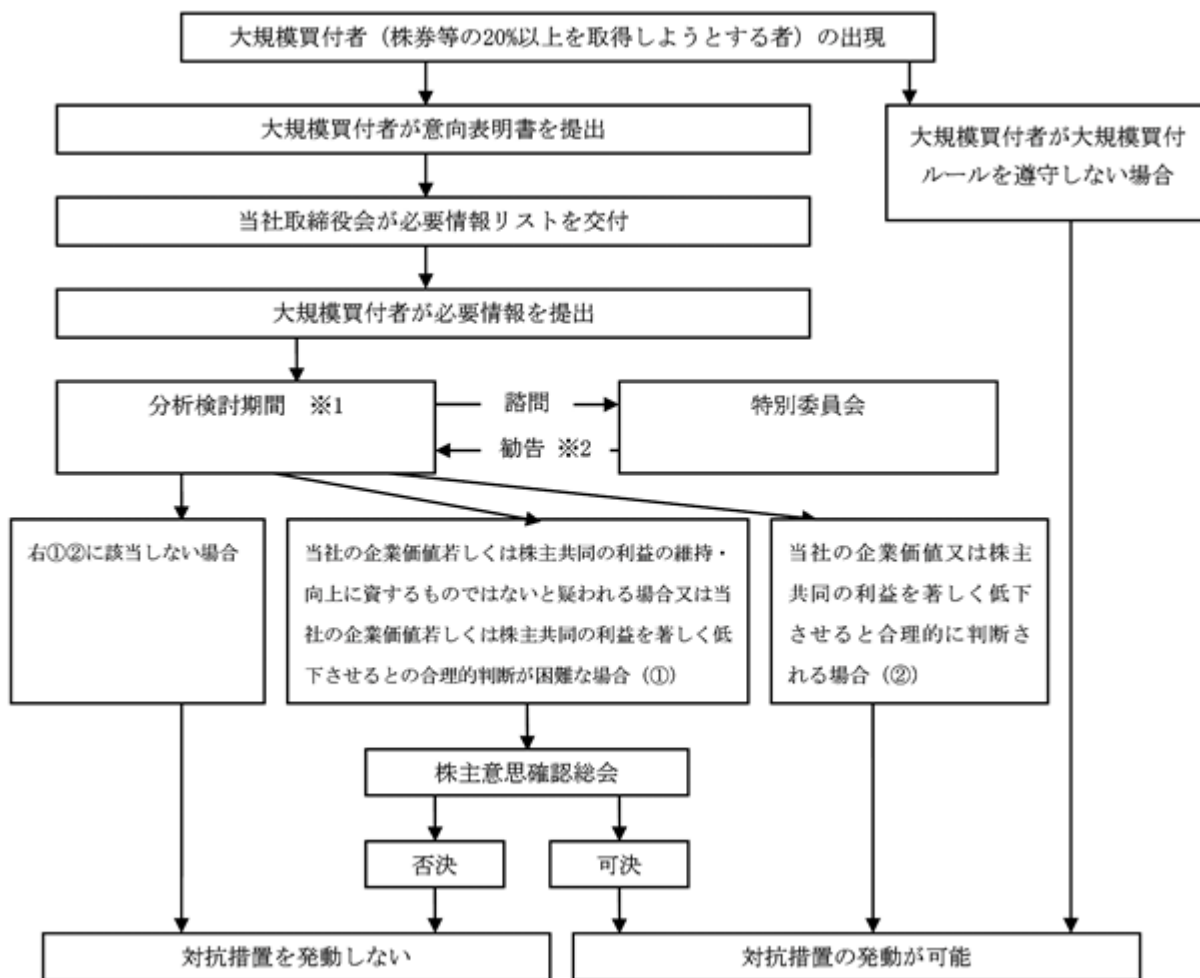 大規模買付者（株券等の20%以上を取得しようとする者）の出現
大規模買付者が意向表明書を提出
大規模買付者が大規模買付
ルールを遵守しない場合
当社取締役会が必要情報リストを交付
大規模買付者が必要情報を提出
分析検討期間　※1
諮問
特別委員会
勧告 ※2
右①②に該当しない場合
当社の企業価値若しくは株主共同の利益の維持・
向上に資するものではないと疑われる場合又は当
社の企業価値若しくは株主共同の利益を著しく低
下させるとの合理的判断が困難な場合（①）
当社の企業価値又は株主
共同の利益を著しく低下
させると合理的に判断さ
れる場合（②）
株主意思確認総会
否決
可決
対抗措置を発動しない
対抗措置の発動が可能